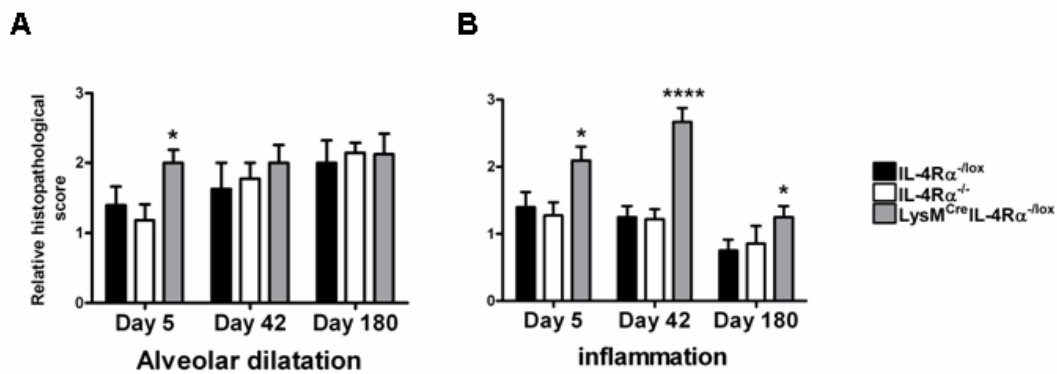 A
B
Relative histopathological
score
3
2
1
0
*
Day 5
Day 42
Day 180
Alveolar dilatation
3
2
1
0
*
****
*
Day 5
Day 42
Day 180
inflammation
IL-4Rα-/lox
IL-4Rα-/-
LysMCreIL-4Rα-/lox